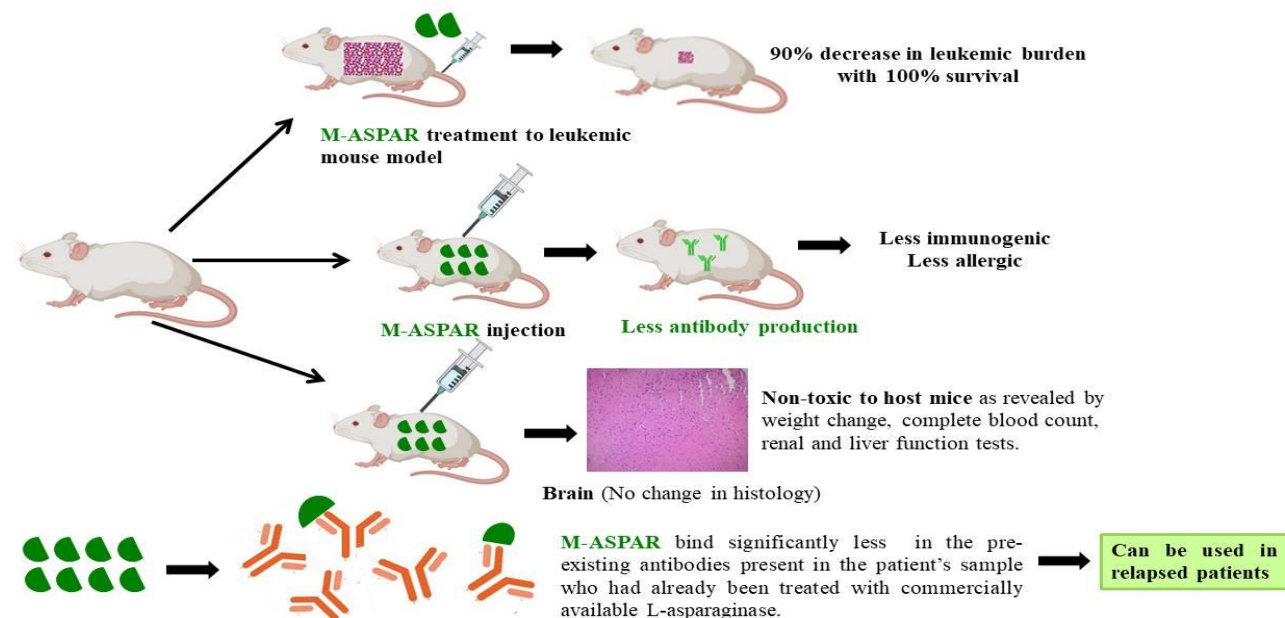 90% decrease in leukemic burden
with 100% survival
M-ASPAR treatment to leukemic
mouse model
Less immunogenic
Less allergic
M-ASPAR injection
Less antibody production
Non-toxic to host mice as revealed by
weight change, complete blood count,
renal and liver function tests.
Brain (No change in histology)
M-ASPAR bind significantly less in the pre-
existing antibodies present in the patient's sample
who had already been treated with commercially
available L-asparaginase.
Can be used in
relapsed patients